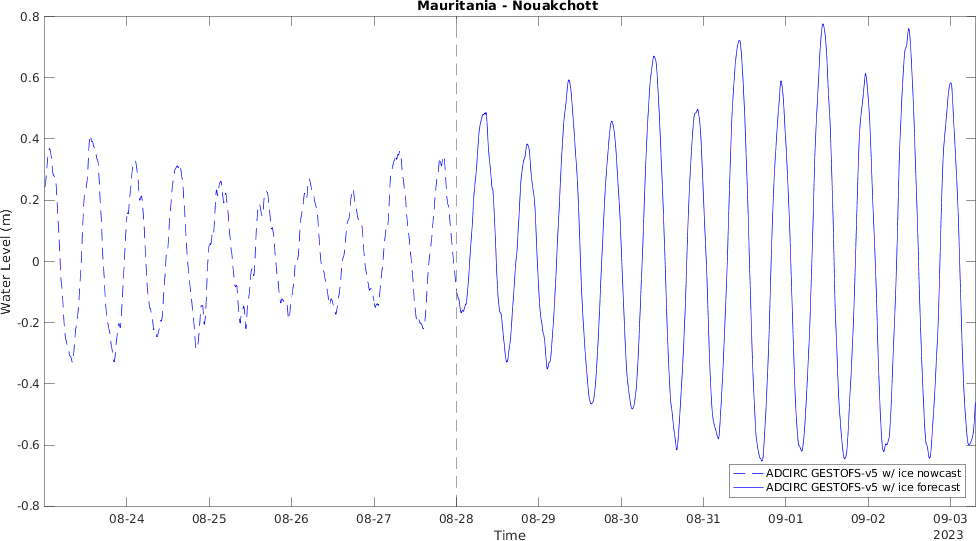 Mauritania - Nouakchott
0.8
0.6
0.4
0.2
0
-0.2
-0.4
-0.6
-0.8
Water Level (m)
ADCIRC GESTOFS-v5 w/ ice nowcast
ADCIRC GESTOFS-v5 w/ ice forecast
08-24 08-25 08-26 08-27 08-28 08-29 08-30 08-31 09-01 09-02 09-03
Time
2023